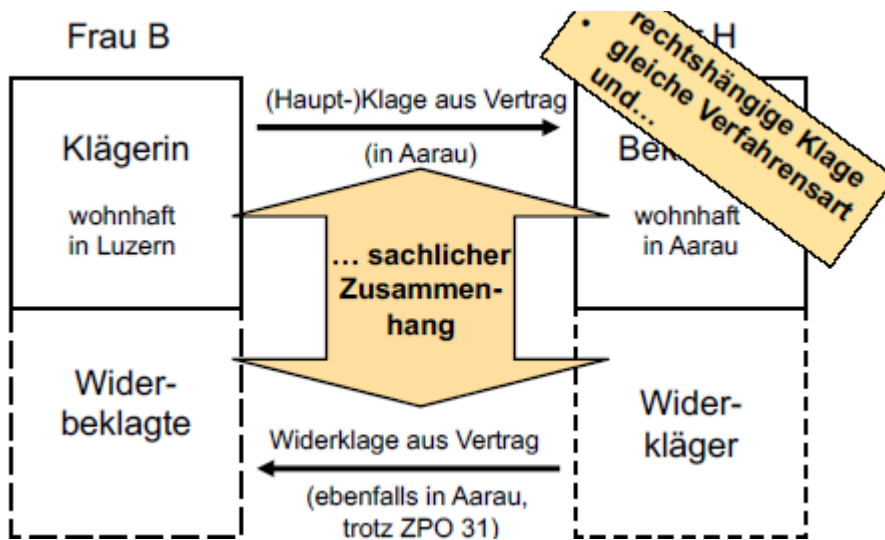 Frau B
H
• rechtshängige Klage
gleiche Verfahrensart
und...
(Haupt-)Klage aus Vertrag
(in Aarau)
Klägerin
wohnhaft
in Luzern
Bek
wohnhaft
in Aarau
... sachlicher
Zusammen-
hang
Wider-
beklagte
Widerklage aus Vertrag
(ebenfalls in Aarau,
trotz ZPO 31)
Wider-
kläger